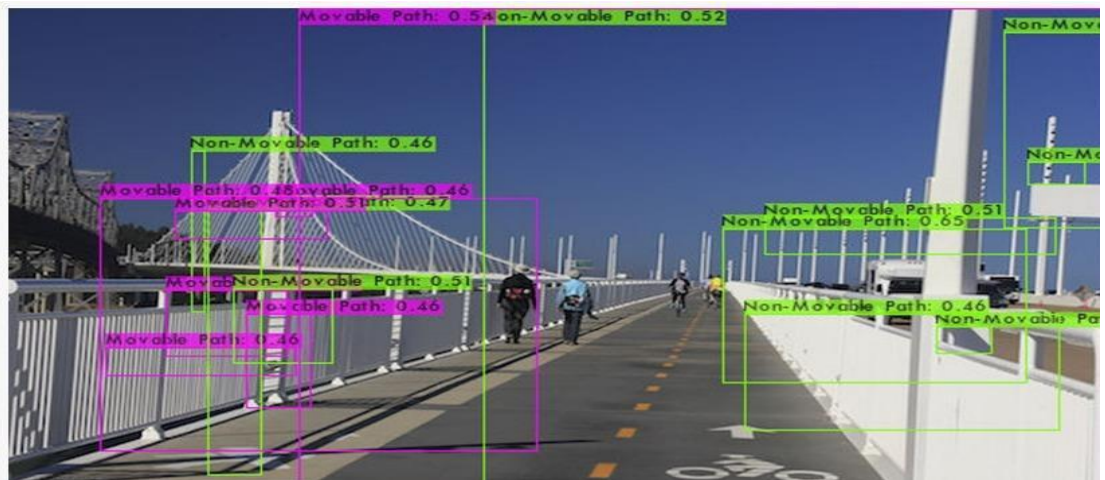 Movable Path: 0.54
on-Movable Path: 0.52
Non-Mova
Non-Movable Path: 0.46
Non-Mo
Movable Path: 0.48
ovable Path: 0.46
Movable Path: 0.51
ath: 0.47
Non-Movable Path: 0.51
Non-Movable Path: 0.65
Movab
Non-Movable Path: 0.51
Movable Path: 0.46
Non-Movable Path: 0.46
Non-Movable Pa
Movable Path: 0.46